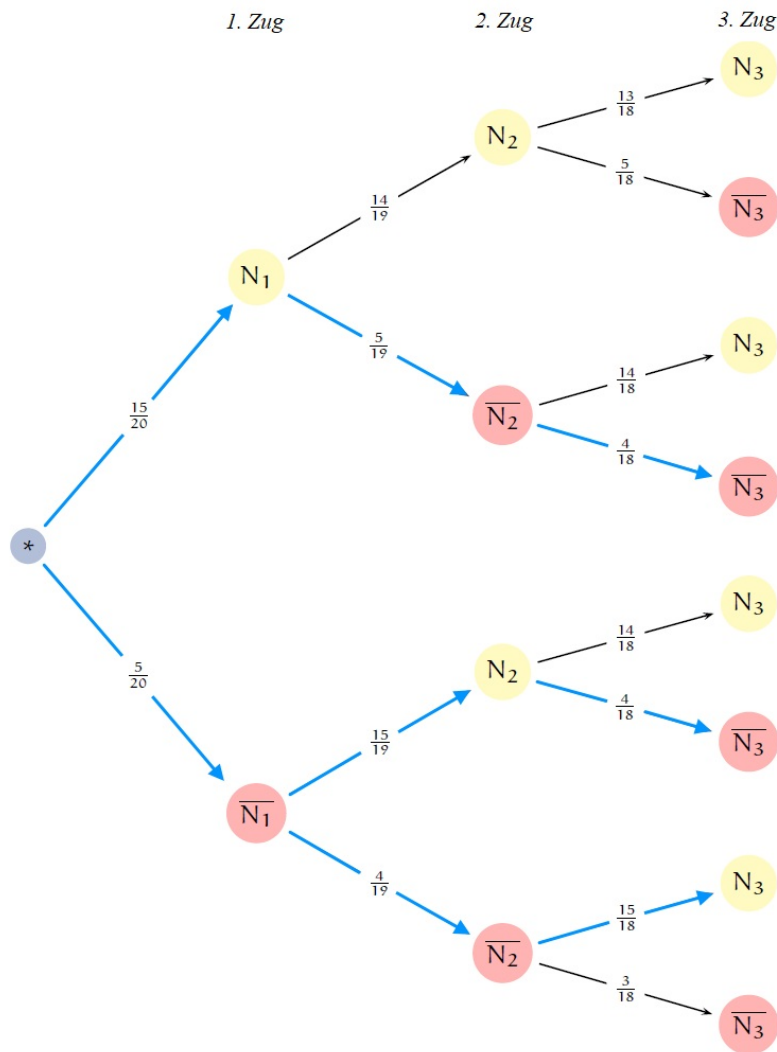 1. Zug 2. Zug 3. Zug
N₃
13/18
N₂
5/18
14/19
N̅₃
N₁
5/19
N₃
14/18
15/20
N̅₂
4/18
N̅₃
*
N₃
14/18
5/20
N₂
4/18
15/19
N̅₃
N̅₁
4/19
N₃
15/18
N̅₂
3/18
N̅₃